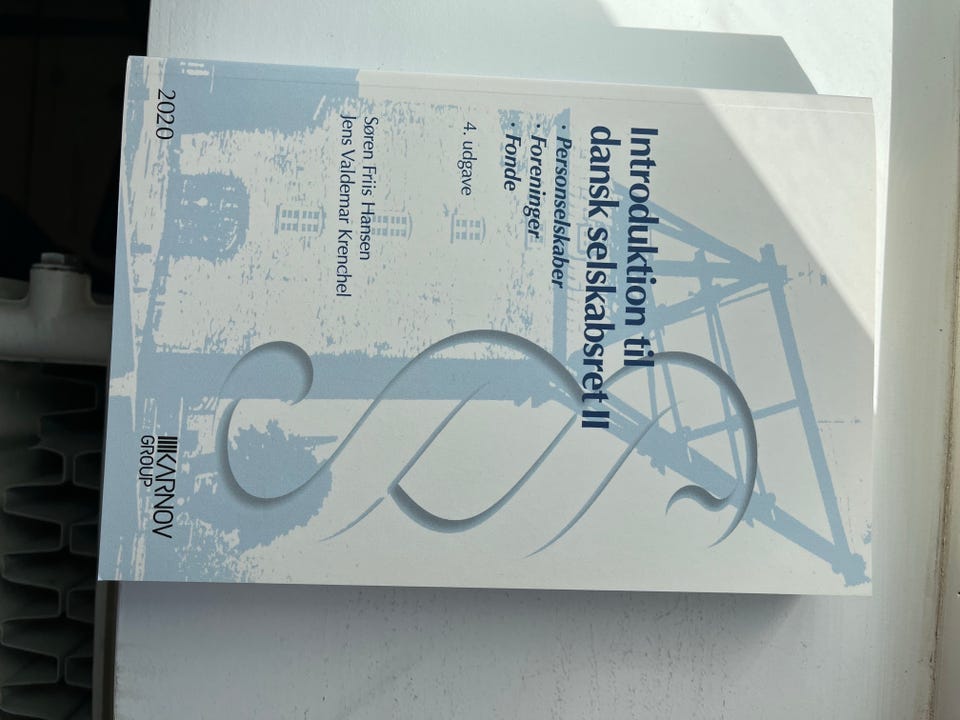 Introduktion til
dansk selskabsret II
· Personselskaber
· Foreninger
· Fonde
4. udgave
Søren Friis Hansen
Jens Valdemar Krenchel
2020
KARNOV
GROUP